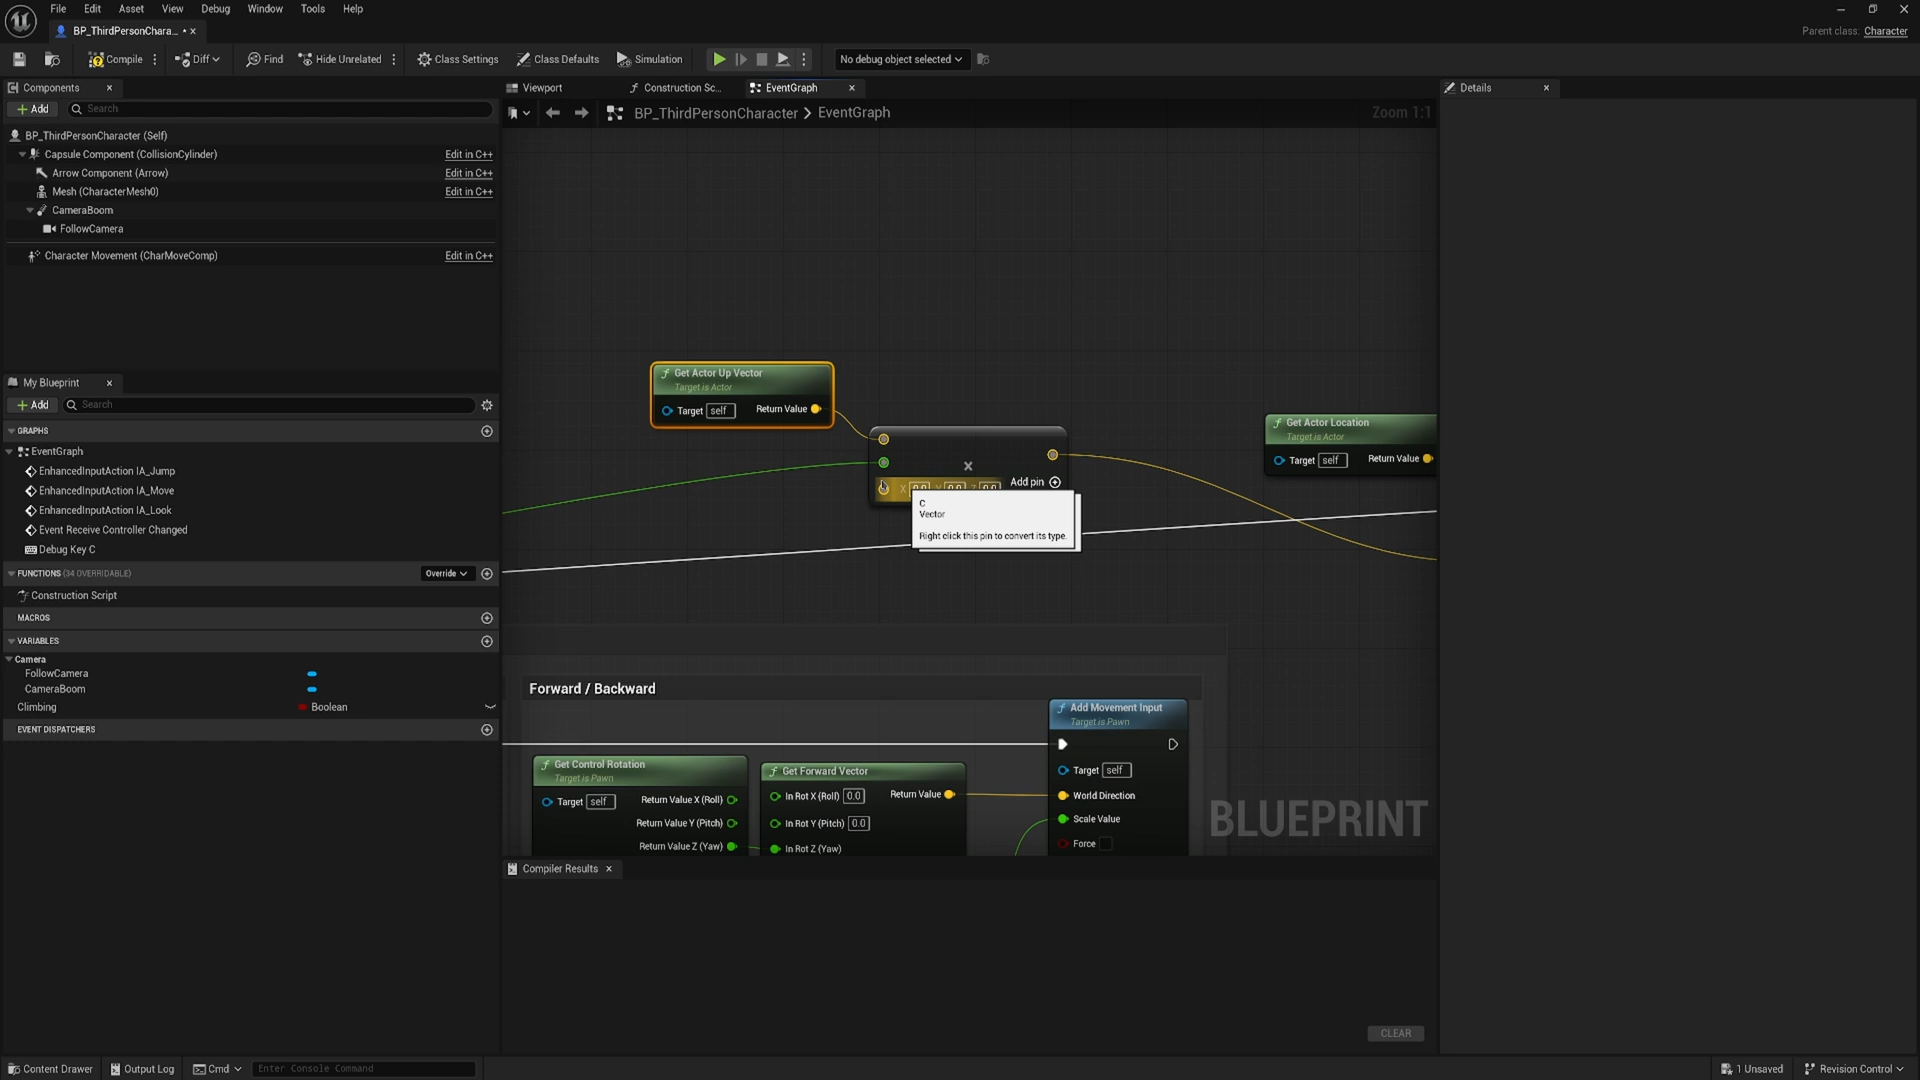 File Edit Asset View Debug Window Tools Help
BP_ThirdPersonChara... •
Parent class: Character
Compile Diff Find Hide Unrelated Class Settings Class Defaults Simulation No debug object selected
Components
Add Search
BP_ThirdPersonCharacter (Self)
Capsule Component (CollisionCylinder) Edit in C++
Arrow Component (Arrow) Edit in C++
Mesh (CharacterMesh0) Edit in C++
CameraBoom
FollowCamera
Character Movement (CharMoveComp) Edit in C++
My Blueprint
Add Search
GRAPHS
EventGraph
EnhancedInputAction IA_Jump
EnhancedInputAction IA_Move
EnhancedInputAction IA_Look
Event Receive Controller Changed
Debug Key C
FUNCTIONS (34 OVERRIDABLE) Override
Construction Script
MACROS
VARIABLES
Camera
FollowCamera
CameraBoom
Climbing Boolean
EVENT DISPATCHERS
Viewport Construction Sc... EventGraph
BP_ThirdPersonCharacter > EventGraph Zoom 1:1
Get Actor Up Vector
Target is Actor
Target self Return Value
X Add pin
C
Vector
Right click this pin to convert its type.
Get Actor Location
Target is Actor
Target self Return Value
Forward / Backward
Get Control Rotation
Target is Pawn
Target self Return Value X (Roll)
Return Value Y (Pitch)
Return Value Z (Yaw)
Get Forward Vector
In Rot X (Roll) 0.0 Return Value
In Rot Y (Pitch) 0.0
In Rot Z (Yaw)
Add Movement Input
Target is Pawn
Target self
World Direction
Scale Value
Force
BLUEPRINT
Compiler Results
CLEAR
Details
Content Drawer Output Log Cmd Enter Console Command 1 Unsaved Revision Control